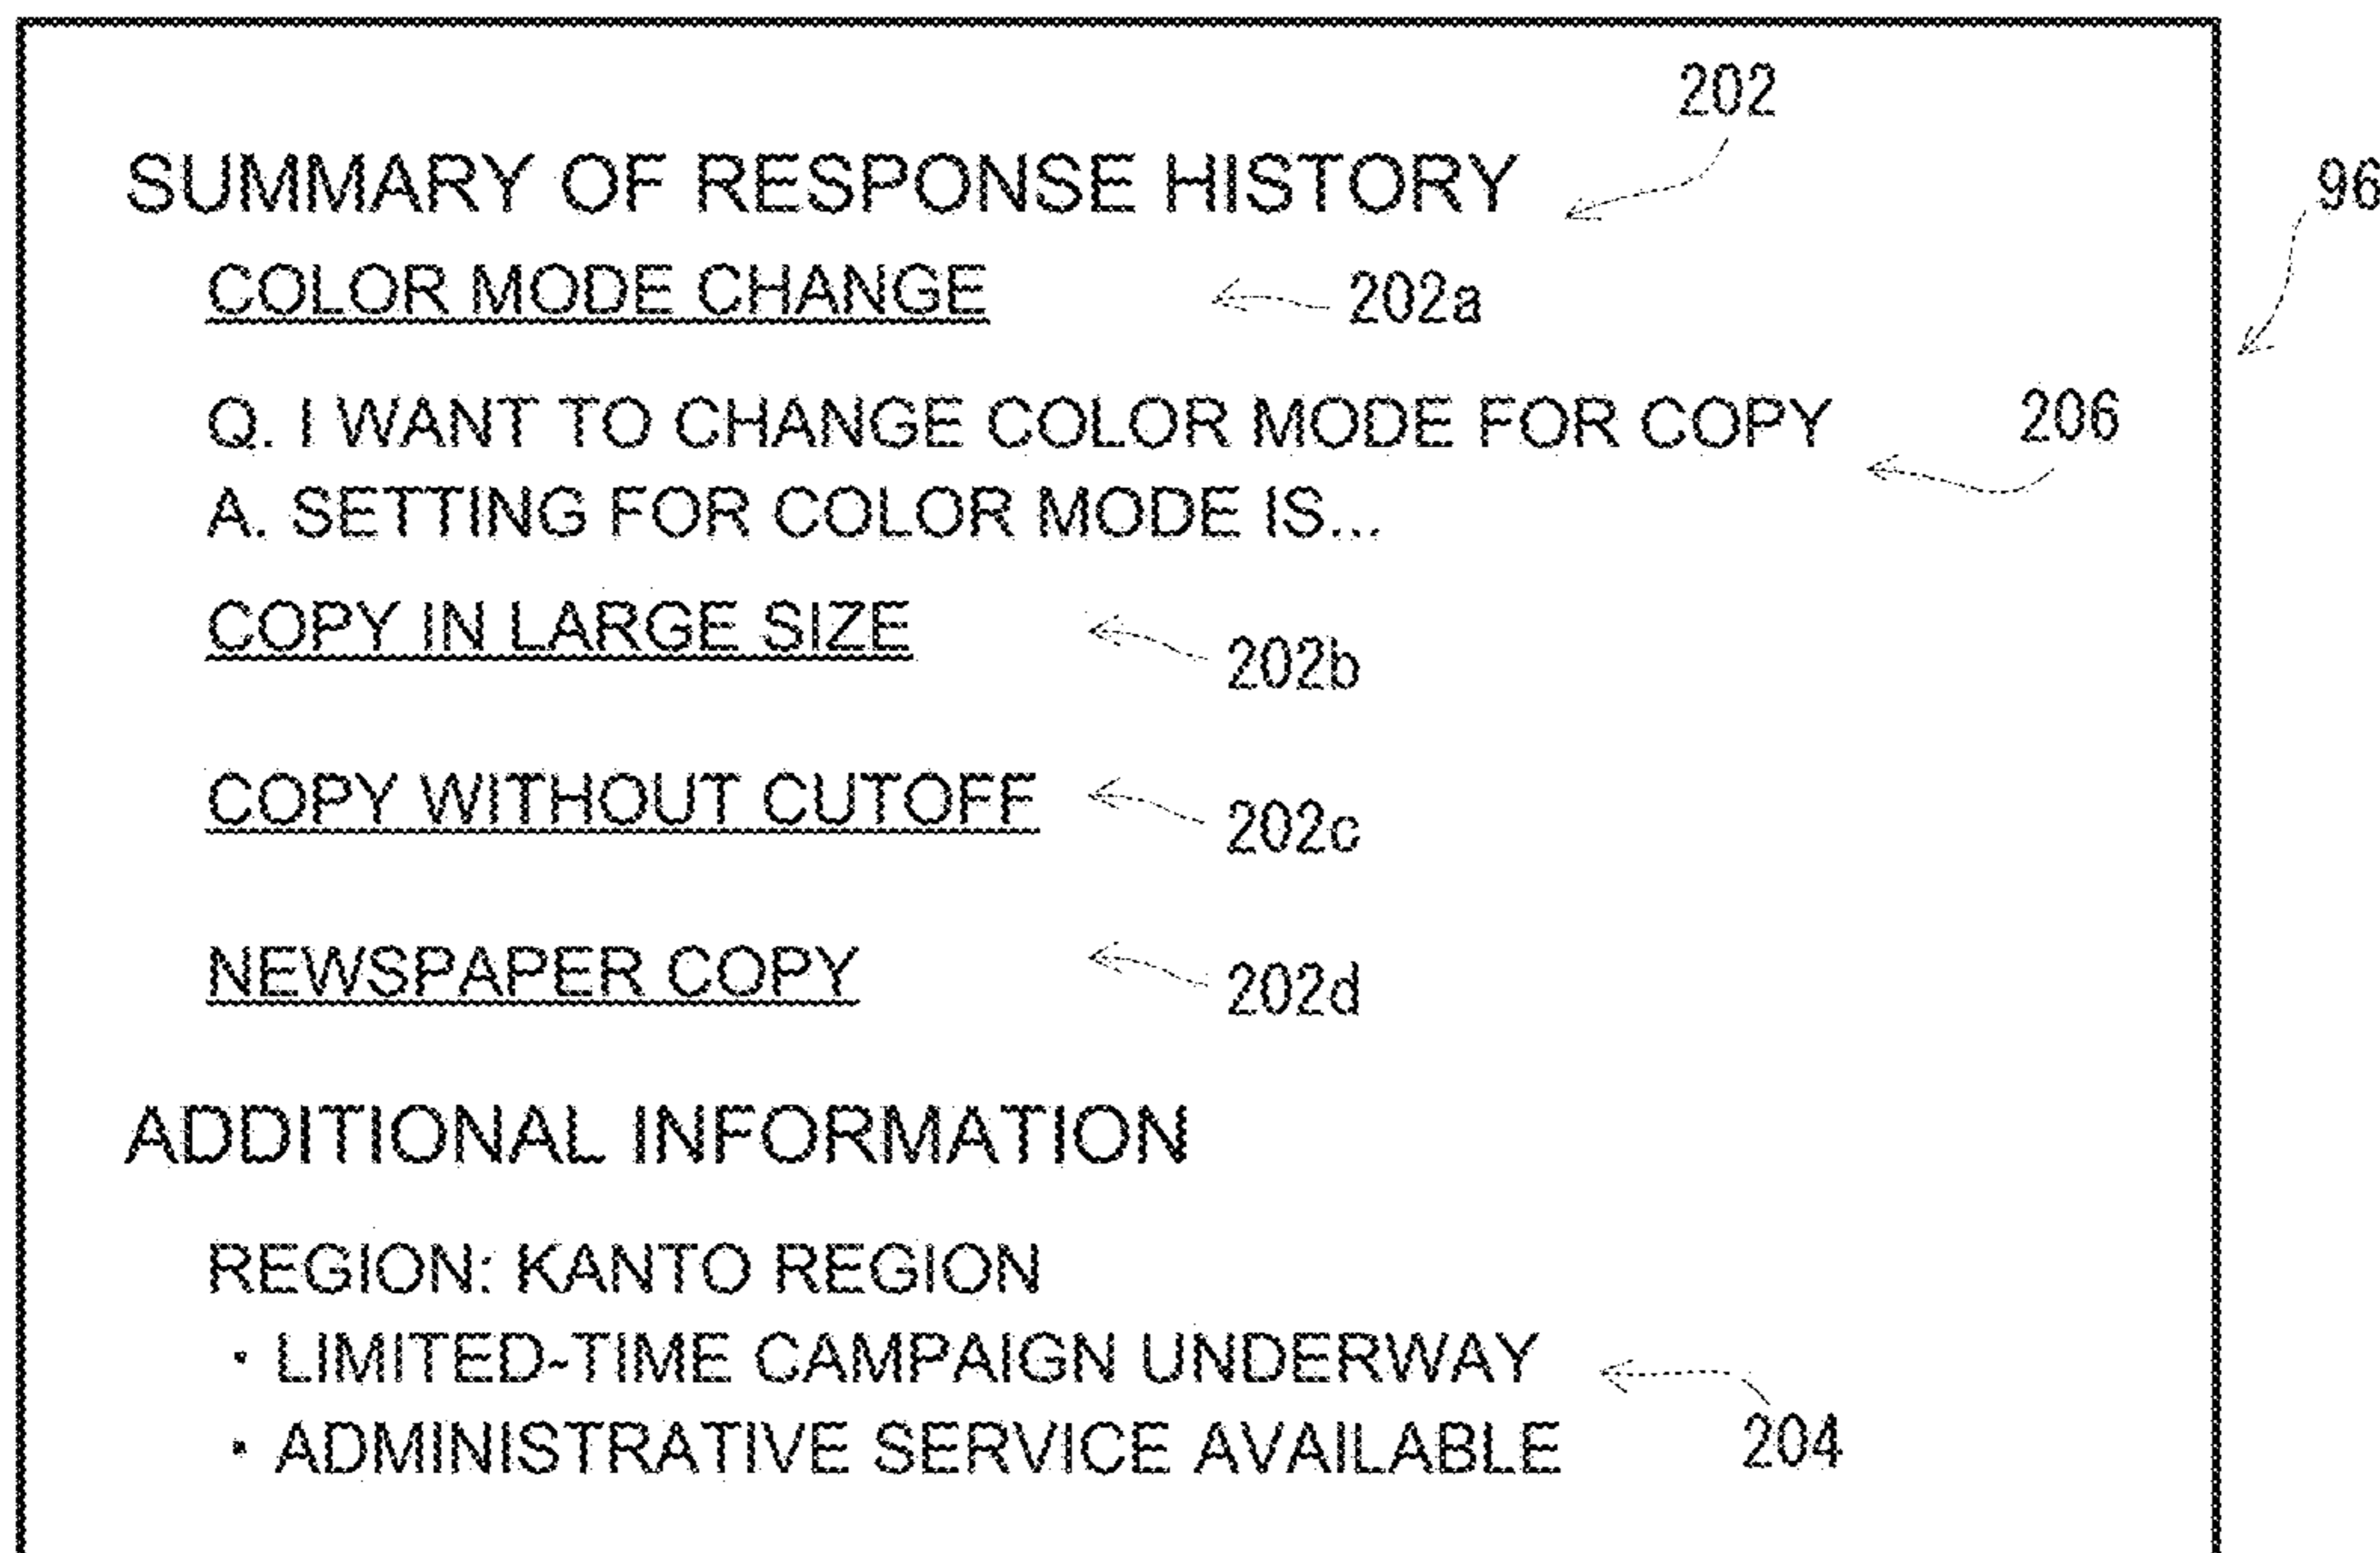 202
SUMMARY OF RESPONSE HISTORY
96
COLOR MODE CHANGE 202a
Q. I WANT TO CHANGE COLOR MODE FOR COPY 206
A. SETTING FOR COLOR MODE IS...
COPY IN LARGE SIZE 202b
COPY WITHOUT CUTOFF 202c
NEWSPAPER COPY 202d
ADDITIONAL INFORMATION
REGION: KANTO REGION
・LIMITED-TIME CAMPAIGN UNDERWAY
・ADMINISTRATIVE SERVICE AVAILABLE 204